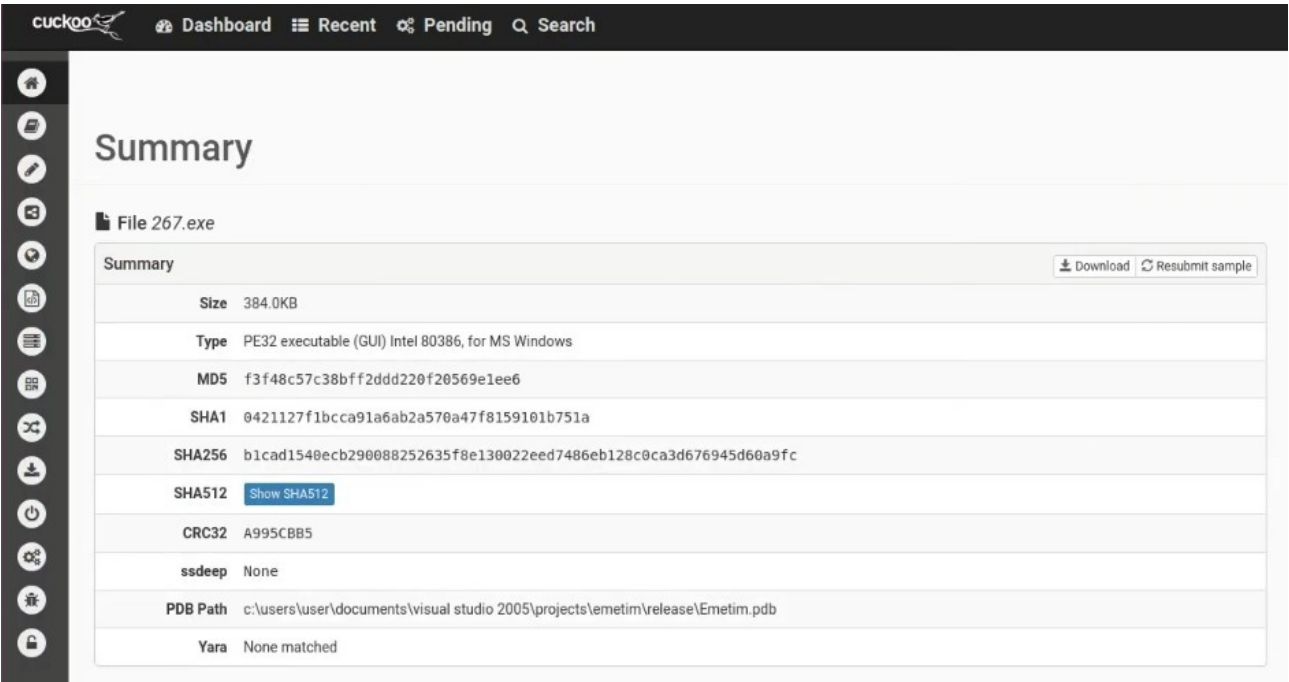 cuckoo Dashboard Recent Pending Search
Summary
File 267.exe
Summary Download Resubmit sample
Size 384.0KB
Type PE32 executable (GUI) Intel 80386, for MS Windows
MD5 f3f48c57c38bff2ddd220f20569e1ee6
SHA1 0421127f1bcca91a6ab2a570a47f8159101b751a
SHA256 b1cad1540ecb290088252635f8e130022eed7486eb128c0ca3d676945d60a9fc
SHA512 Show SHA512
CRC32 A995CBB5
ssdeep None
PDB Path c:\users\user\documents\visual studio 2005\projects\emetim\release\Emetim.pdb
Yara None matched